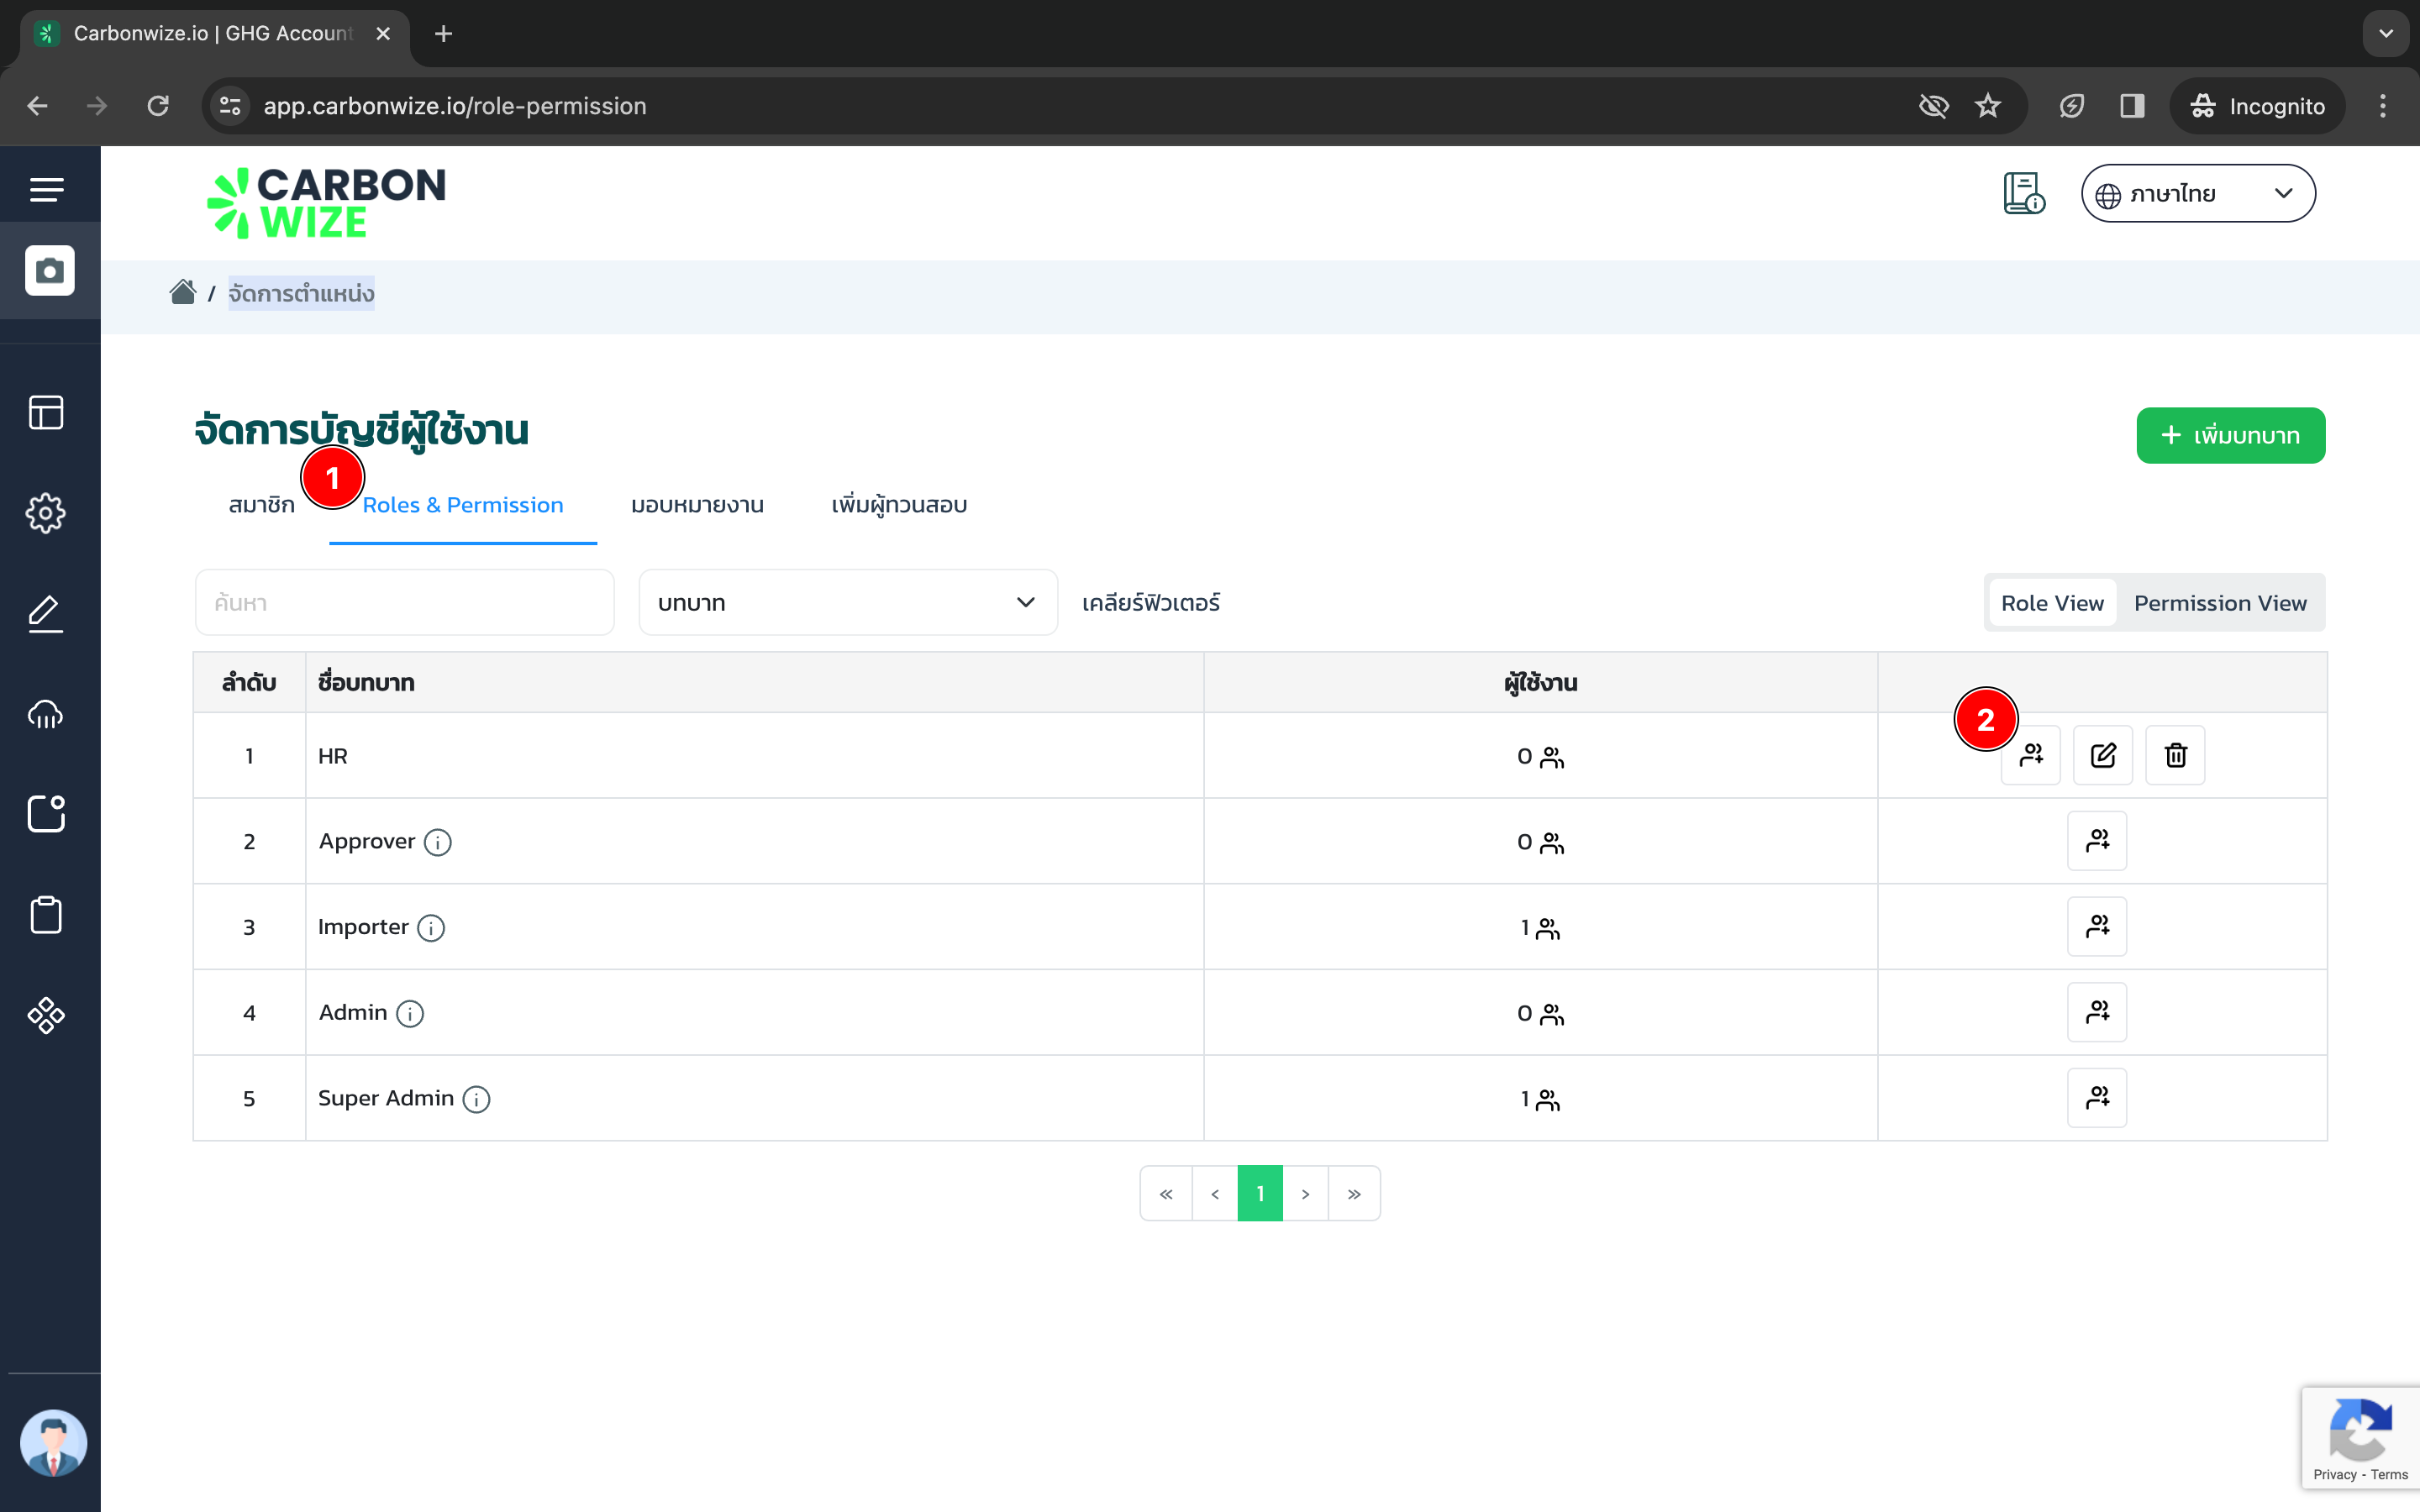 Carbonwize.io | GHG Account
app.carbonwize.io/role-permission
Incognito
CARBON
WIZE
ภาษาไทย
/ จัดการตำแหน่ง
จัดการบัญชีผู้ใช้งาน
+ เพิ่มบทบาท
1
สมาชิก Roles & Permission มอบหมายงาน เพิ่มผู้ทวนสอบ
ค้นหา บทบาท เคลียร์ฟิวเตอร์ Role View Permission View
ลำดับ ชื่อบทบาท ผู้ใช้งาน
2
1 HR 0
2 Approver 0
3 Importer 1
4 Admin 0
5 Super Admin 1
« < 1 > »
Privacy - Terms